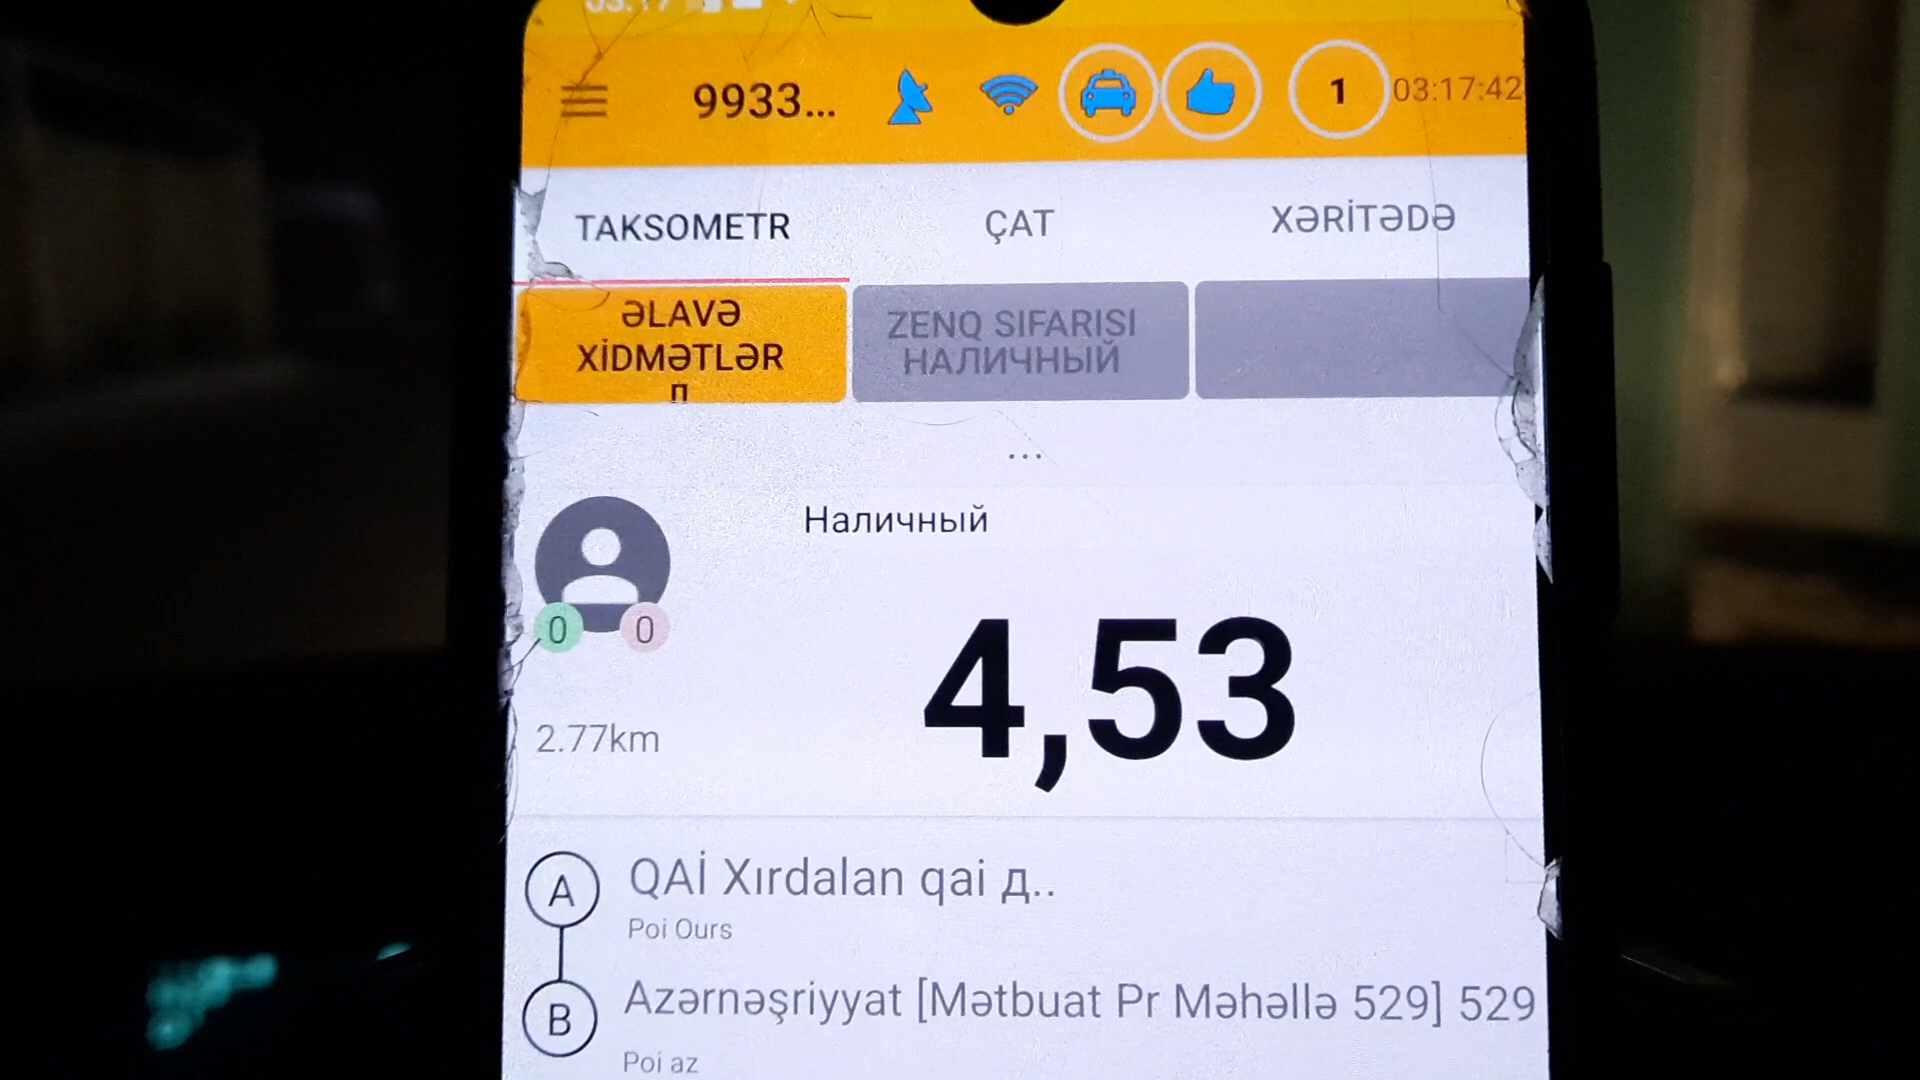 9933...
1
03:17:42
TAKSOMETR
ÇAT
XƏRİTƏDƏ
ƏLAVƏ
XİDMƏTLƏR
ZENQ SIFARISI
НАЛИЧНЫЙ
...
Наличный
0
0
4,53
2.77km
A
QAİ Xırdalan qai д..
Poi Ours
B
Azərnəşriyyat [Mətbuat Pr Məhəllə 529] 529
Poi az